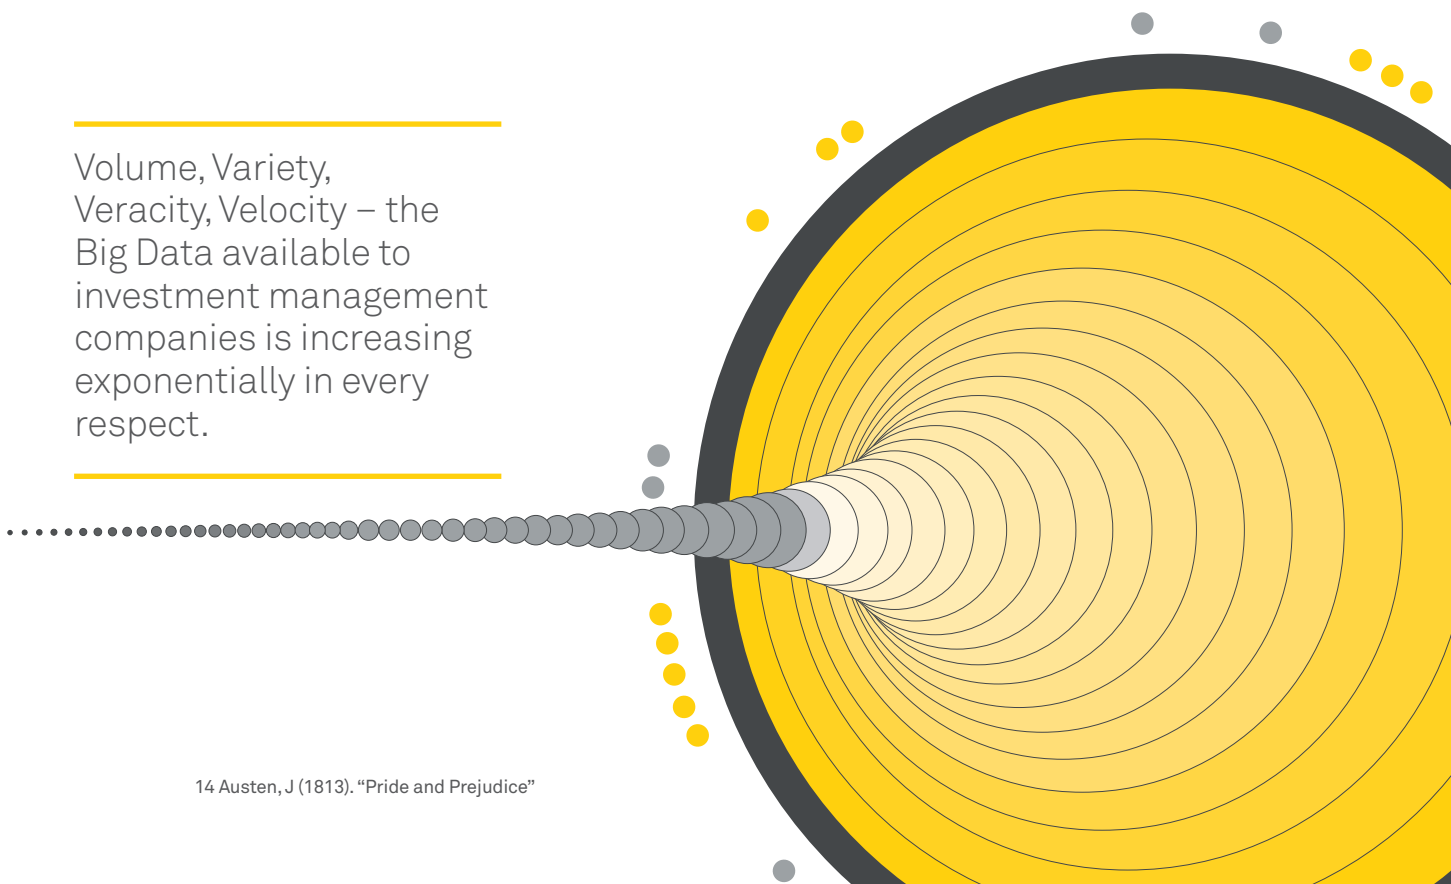 Volume, Variety,
Veracity, Velocity – the
Big Data available to
investment management
companies is increasing
exponentially in every
respect.
14 Austen, J (1813). “Pride and Prejudice”